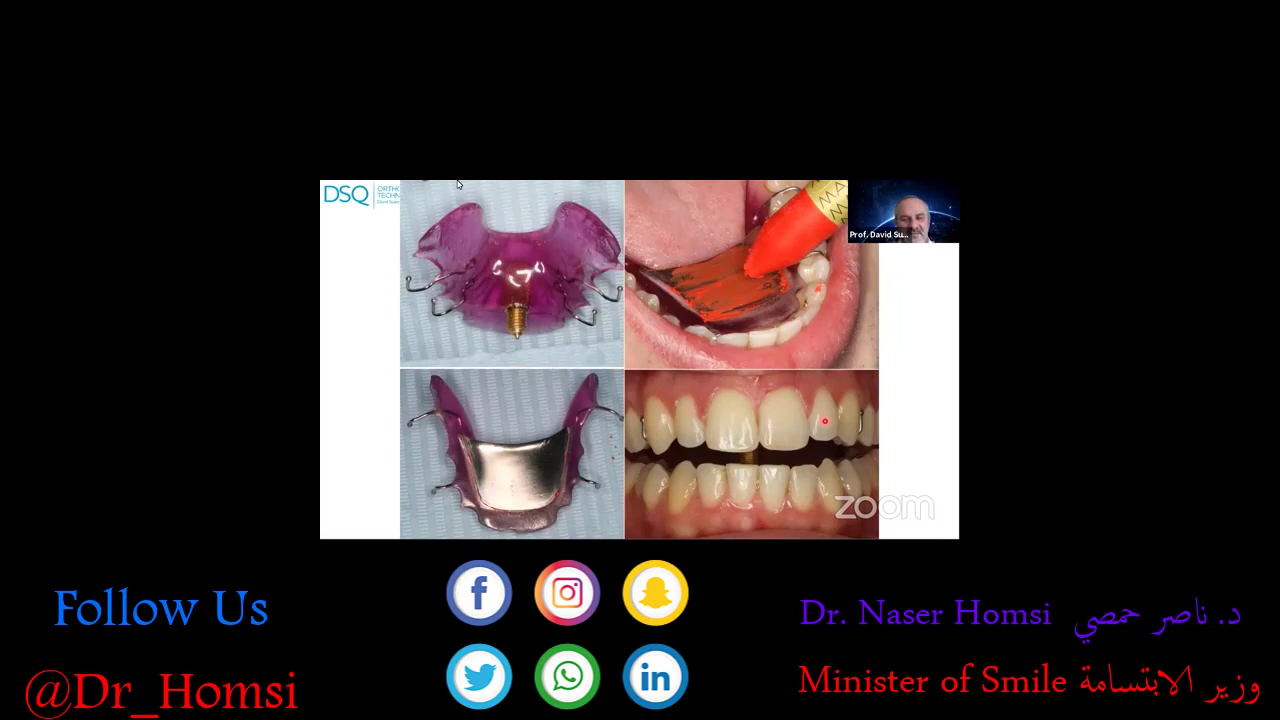 DSQ
Prof. David Su...
zoom
Follow Us
@Dr_Homsi
Dr. Naser Homsi د. ناصر حمصي
Minister of Smile وزير الابتسامة